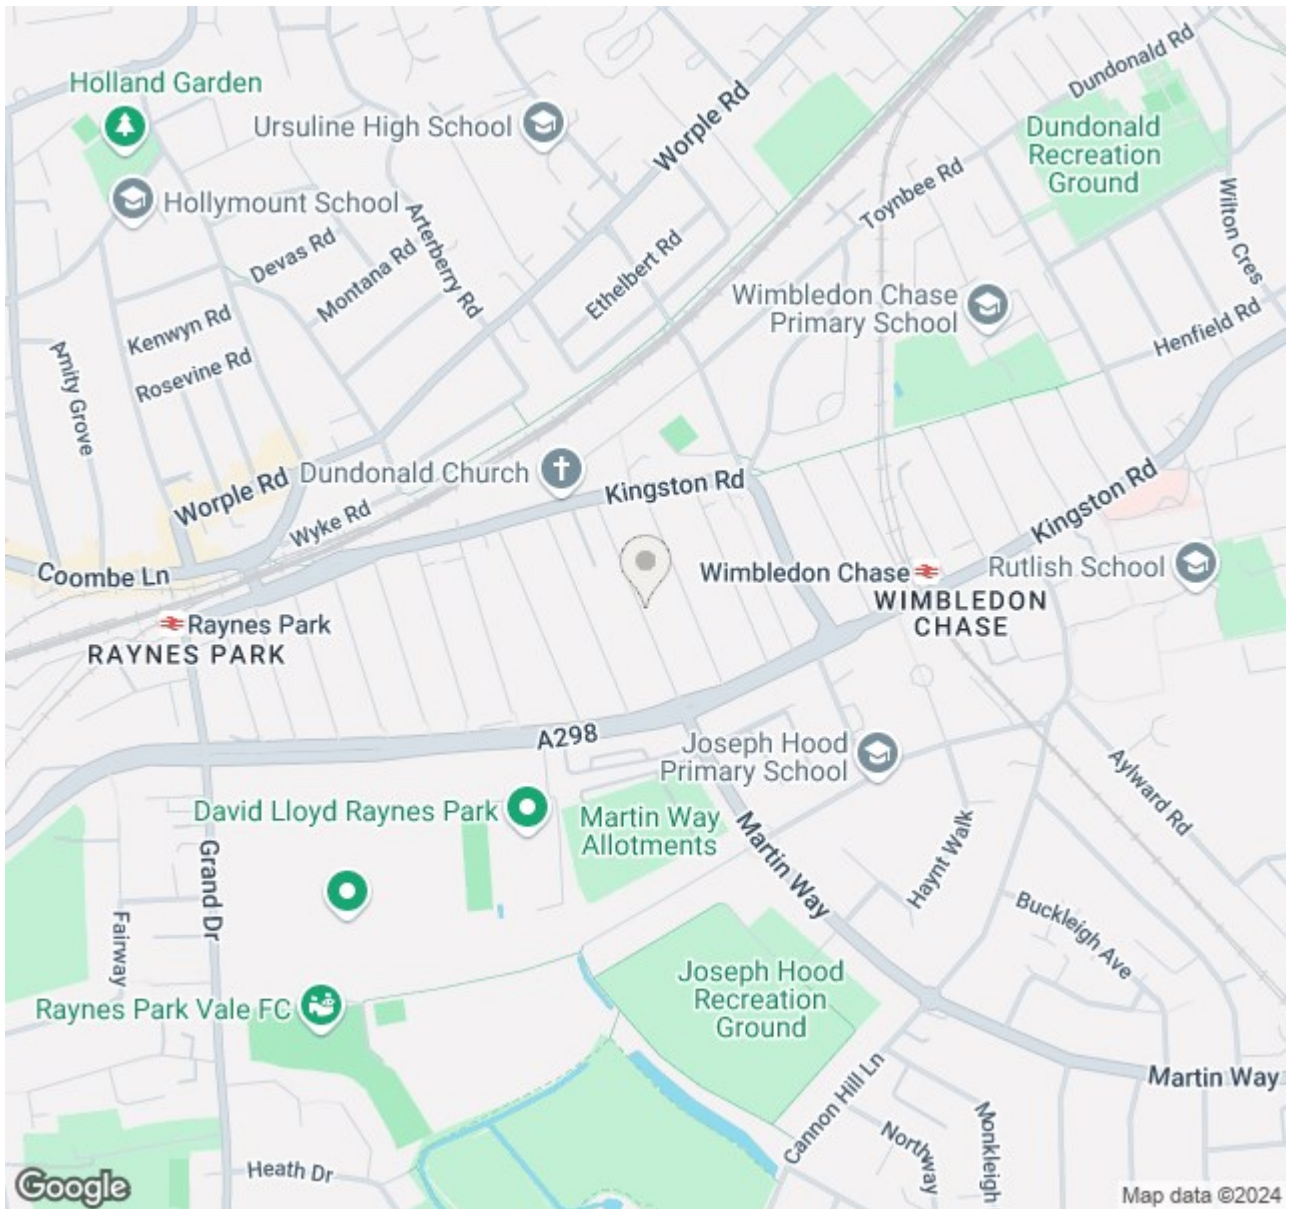 Dundonald Rd
Holland Garden
Ursuline High School
Worple Rd
Dundonald
Recreation
Ground
Toynbee Rd
Wilton Cres
Hollymount School
Arterberry Rd
Devas Rd
Montana Rd
Ethelbert Rd
Wimbledon Chase
Primary School
Kenwyn Rd
Henfield Rd
Amity Grove
Rosevine Rd
Dundonald Church
Kingston Rd
Kingston Rd
Worple Rd
Wyke Rd
Coombe Ln
Wimbledon Chase
WIMBLEDON
CHASE
Rutlish School
Raynes Park
RAYNES PARK
A298
Joseph Hood
Primary School
Aylward Rd
David Lloyd Raynes Park
Martin Way
Allotments
Martin Way
Haynt Walk
Grand Dr
Fairway
Buckleigh Ave
Joseph Hood
Recreation
Ground
Raynes Park Vale FC
Cannon Hill Ln
Martin Way
Monkleigh
Northway
Heath Dr
Google
Map data ©2024